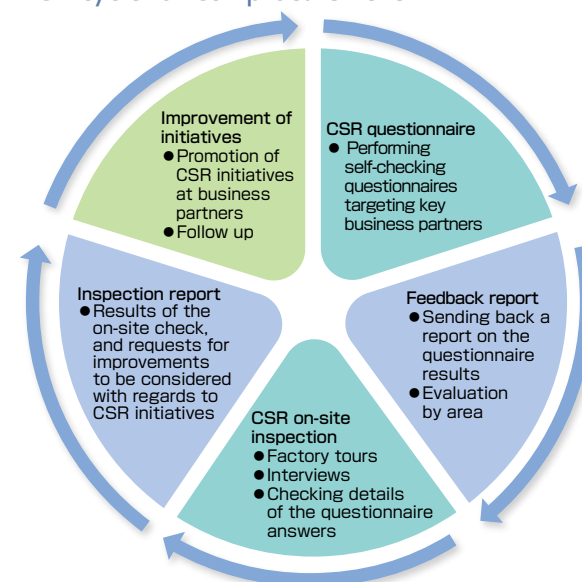 Improvement of
initiatives
● Promotion of
CSR initiatives
at business
partners
● Follow up
CSR questionnaire
● Performing
self-checking
questionnaires
targeting key
business partners
Feedback report
● Sending back a
report on the
questionnaire
results
● Evaluation
by area
CSR on-site
inspection
● Factory tours
● Interviews
● Checking details
of the questionnaire
answers
Inspection report
● Results of the
on-site check,
and requests for
improvements
to be considered
with regards to
CSR initiatives